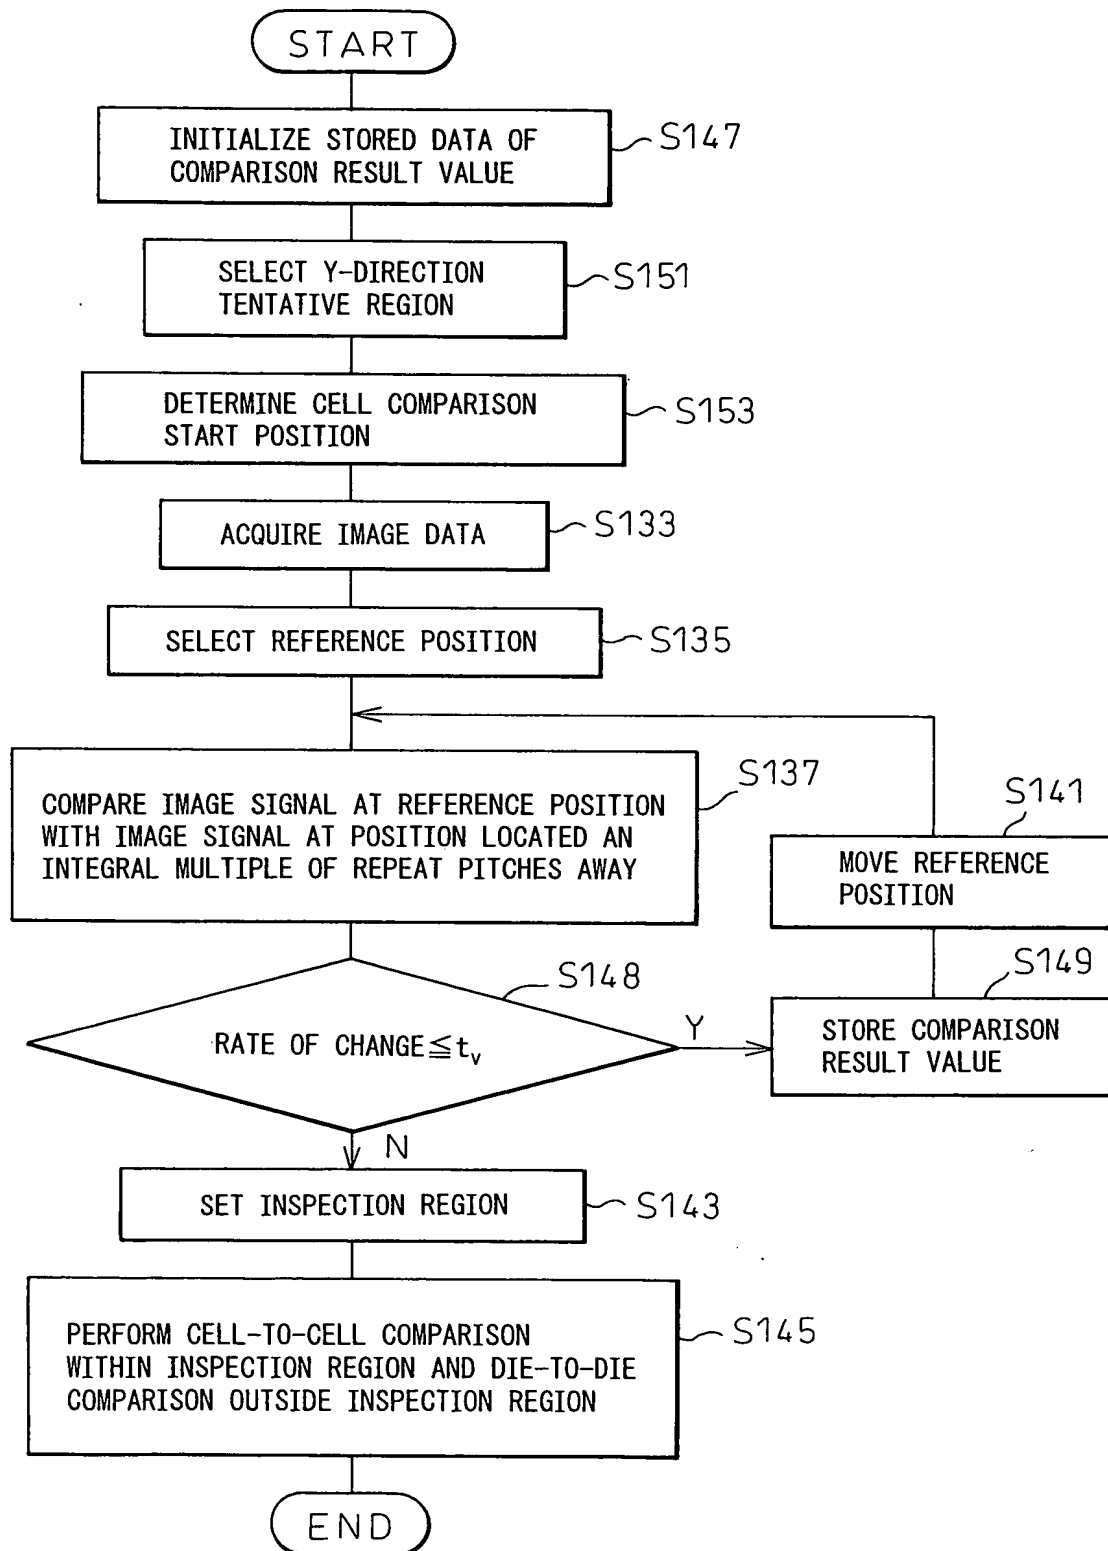 START
INITIALIZE STORED DATA OF
COMPARISON RESULT VALUE
S147
SELECT Y-DIRECTION
TENTATIVE REGION
S151
DETERMINE CELL COMPARISON
START POSITION
S153
ACQUIRE IMAGE DATA
S133
SELECT REFERENCE POSITION
S135
COMPARE IMAGE SIGNAL AT REFERENCE POSITION
WITH IMAGE SIGNAL AT POSITION LOCATED AN
INTEGRAL MULTIPLE OF REPEAT PITCHES AWAY
S137
MOVE REFERENCE
POSITION
S141
RATE OF CHANGE≦tv
S148
Y
STORE COMPARISON
RESULT VALUE
S149
N
SET INSPECTION REGION
S143
PERFORM CELL-TO-CELL COMPARISON
WITHIN INSPECTION REGION AND DIE-TO-DIE
COMPARISON OUTSIDE INSPECTION REGION
S145
END